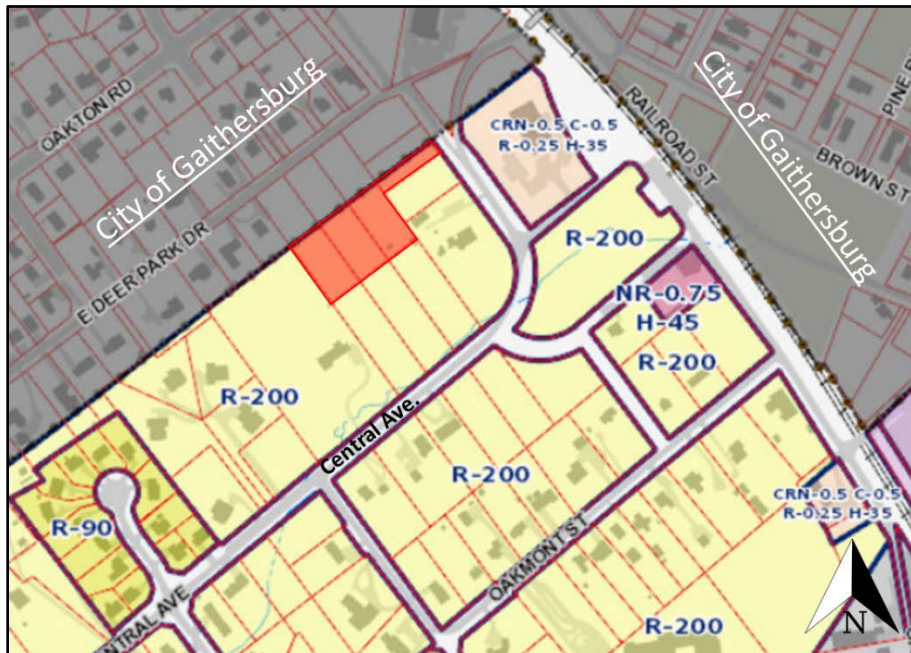 City of Gaithersburg
City of Gaithersburg
OAKTON RD
E DEER PARK DR
RAILROAD ST
BROWN ST
CRN-0.5 C-0.5
R-0.25 H-35
R-200
NR-0.75
H-45
R-200
R-200
Central Ave.
R-200
R-90
OAKMONT ST
CRN-0.5 C-0.5
R-0.25 H-35
R-200
N